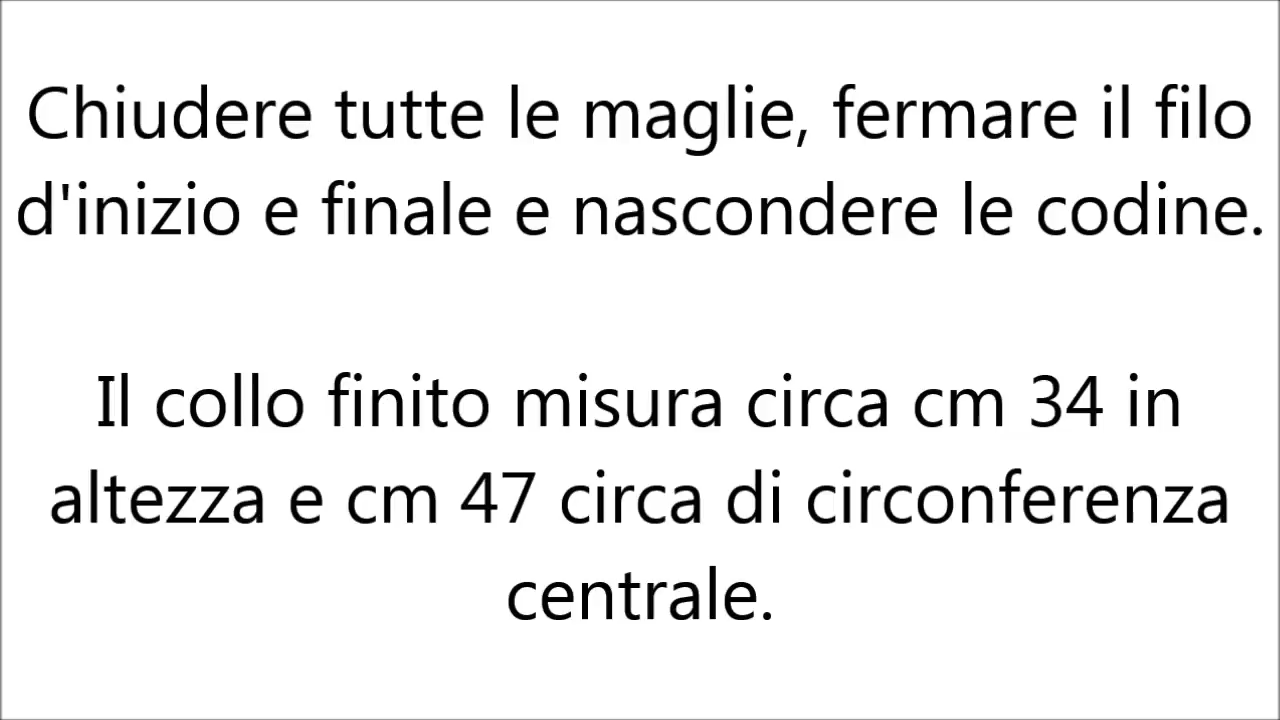 Chiudere tutte le maglie, fermare il filo
d'inizio e finale e nascondere le codine.
Il collo finito misura circa cm 34 in
altezza e cm 47 circa di circonferenza
centrale.